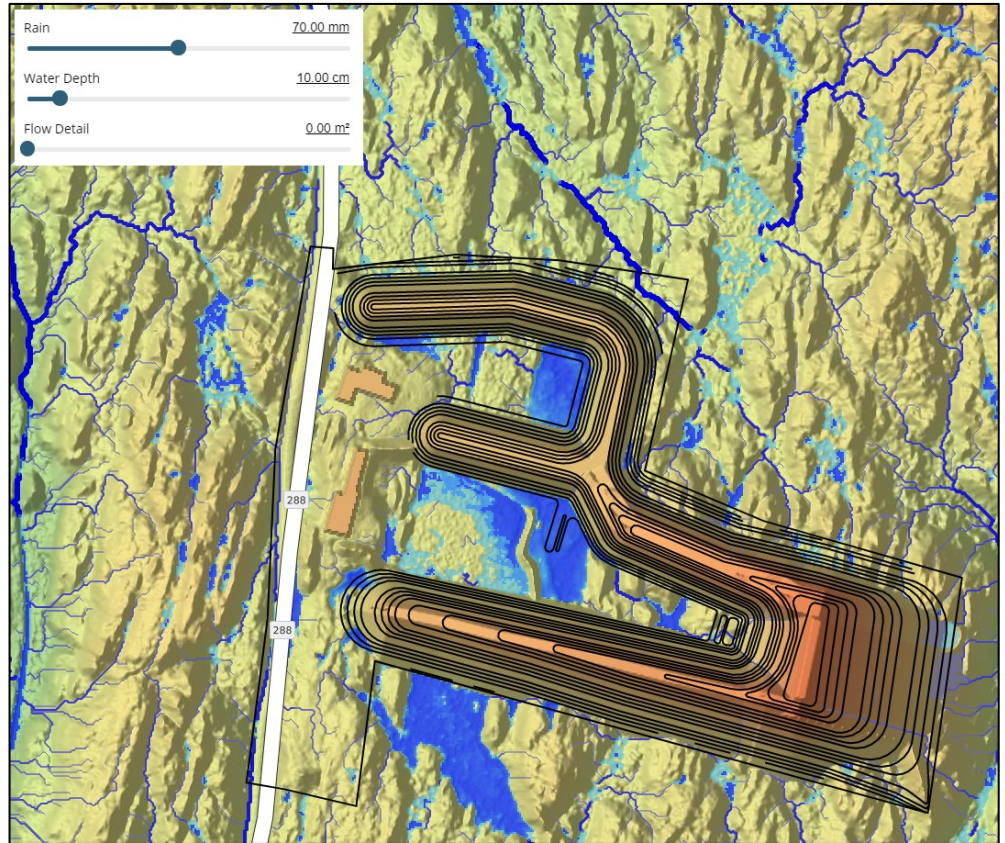 Rain 70.00 mm
Water Depth 10.00 cm
Flow Detail 0.00 m²
288
288